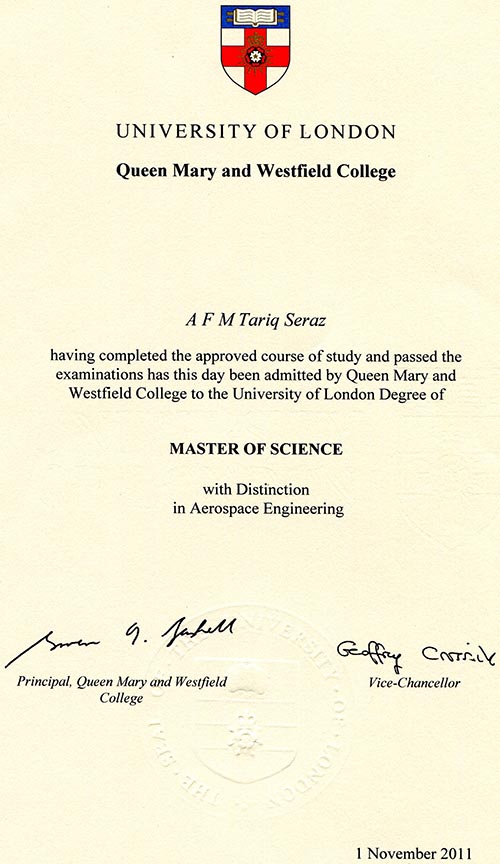 UNIVERSITY OF LONDON
Queen Mary and Westfield College
A F M Tariq Seraz
having completed the approved course of study and passed the
examinations has this day been admitted by Queen Mary and
Westfield College to the University of London Degree of
MASTER OF SCIENCE
with Distinction
in Aerospace Engineering
Geoffrey
Principal, Queen Mary and Westfield
College
Vice-Chancellor
THE SEAL OF THE UNIVERSITY OF LONDON
1 November 2011